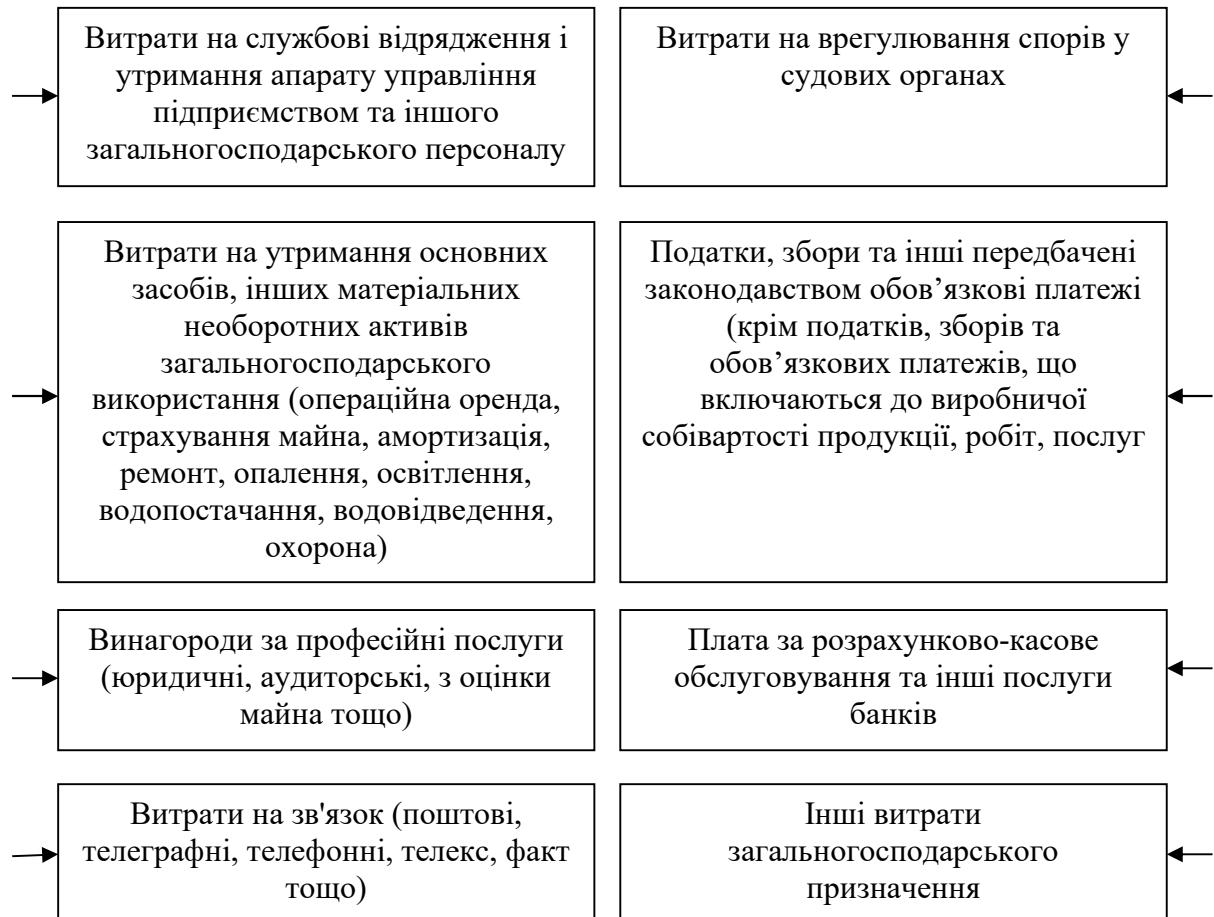 Витрати на службові відрядження і
утримання апарату управління
підприємством та іншого
загальногосподарського персоналу
Витрати на врегулювання спорів у
судових органах
Витрати на утримання основних
засобів, інших матеріальних
необоротних активів
загальногосподарського
використання (операційна оренда,
страхування майна, амортизація,
ремонт, опалення, освітлення,
водопостачання, водовідведення,
охорона)
Податки, збори та інші передбачені
законодавством обов’язкові платежі
(крім податків, зборів та
обов’язкових платежів, що
включаються до виробничої
собівартості продукції, робіт, послуг
Винагороди за професійні послуги
(юридичні, аудиторські, з оцінки
майна тощо)
Плата за розрахунково-касове
обслуговування та інші послуги
банків
Витрати на зв'язок (поштові,
телеграфні, телефонні, телекс, факт
тощо)
Інші витрати
загальногосподарського
призначення